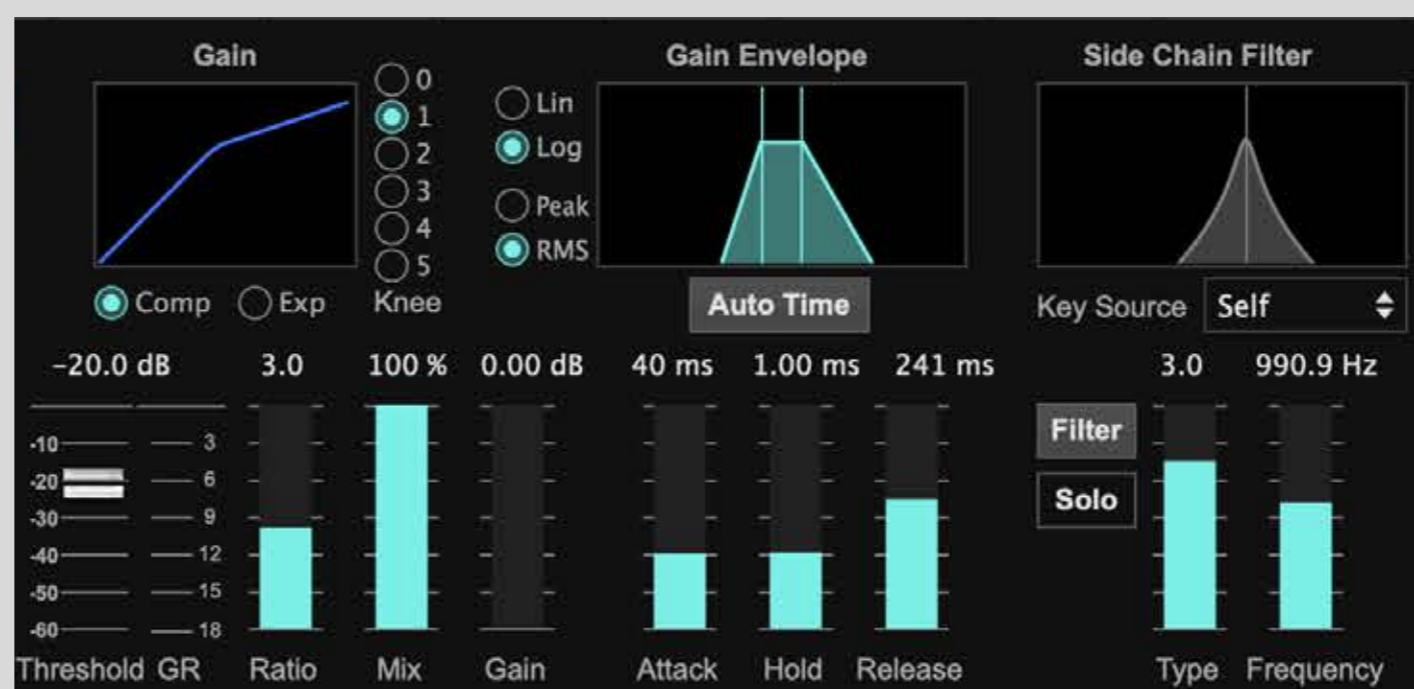 Gain
0
1
2
3
4
5
Knee
Comp
Exp
Lin
Log
Peak
RMS
Gain Envelope
Auto Time
Side Chain Filter
Key Source
Self
-20.0 dB 3.0 100 % 0.00 dB 40 ms 1.00 ms 241 ms 3.0 990.9 Hz
-10 3
-20 6
-30 9
-40 12
-50 15
-60 18
Filter
Solo
Threshold GR Ratio Mix Gain Attack Hold Release Type Frequency